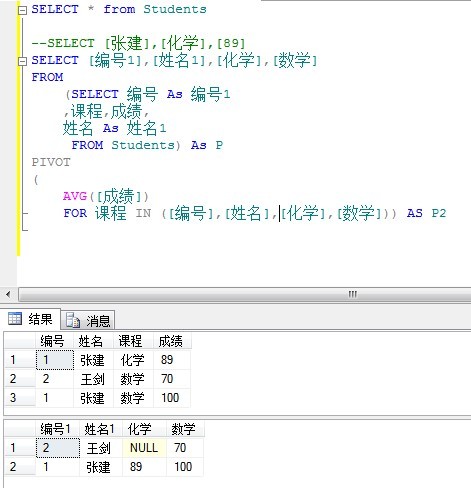 SELECT * from Students
--SELECT [张建],[化学],[89]
SELECT [编号1],[姓名1],[化学],[数学]
FROM
(SELECT 编号 As 编号1
,课程,成绩,
姓名 As 姓名1
FROM Students) As P
PIVOT
(
AVG([成绩])
FOR 课程 IN ([编号],[姓名],[化学],[数学])) AS P2
结果 消息
编号 姓名 课程 成绩
1 1 张建 化学 89
2 2 王剑 数学 70
3 1 张建 数学 100
编号1 姓名1 化学 数学
1 2 王剑 NULL 70
2 1 张建 89 100